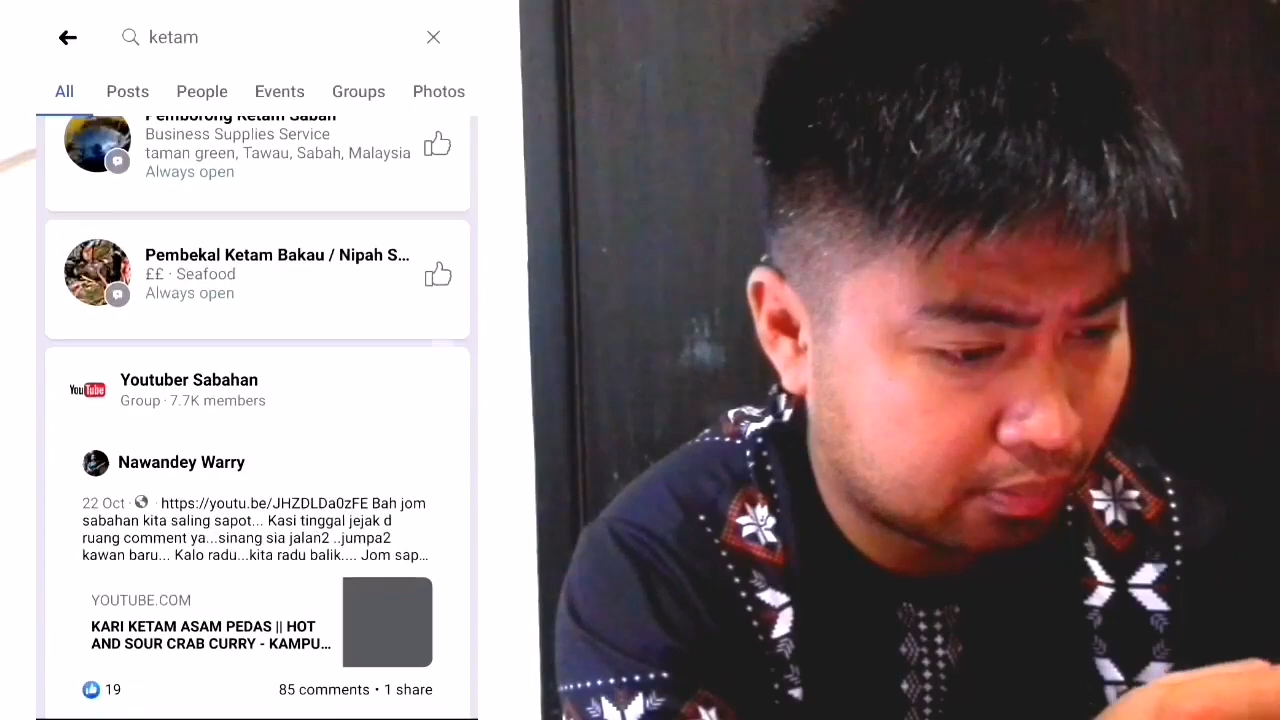 ketam
All Posts People Events Groups Photos
Pemborong Ketam Sabah
Business Supplies Service
taman green, Tawau, Sabah, Malaysia
Always open
Pembekal Ketam Bakau / Nipah S...
££ · Seafood
Always open
YouTube
Youtuber Sabahan
Group · 7.7K members
Nawandey Warry
22 Oct · · https://youtu.be/JHZDLDa0zFE Bah jom
sabahan kita saling sapot... Kasi tinggal jejak d
ruang comment ya...sinang sia jalan2 ..jumpa2
kawan baru... Kalo radu...kita radu balik.... Jom sap...
YOUTUBE.COM
KARI KETAM ASAM PEDAS || HOT
AND SOUR CRAB CURRY - KAMPU...
19 85 comments • 1 share